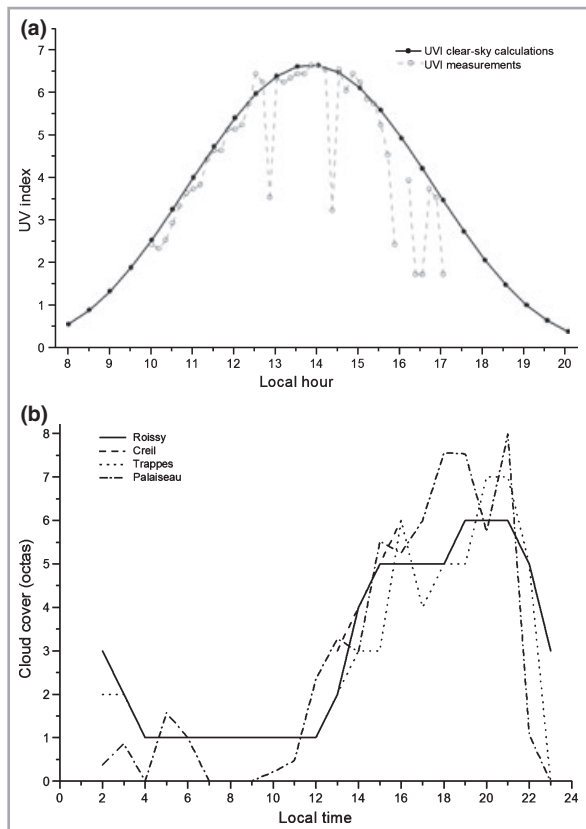 (a)
7
6
5
4
3
2
1
0
UV index
UVI clear-sky calculations
UVI measurements
8 9 10 11 12 13 14 15 16 17 18 19 20
Local hour
(b)
8
7
6
5
4
3
2
1
0
Cloud cover (octas)
Roissy
Creil
Trappes
Palaiseau
0 2 4 6 8 10 12 14 16 18 20 22 24
Local time